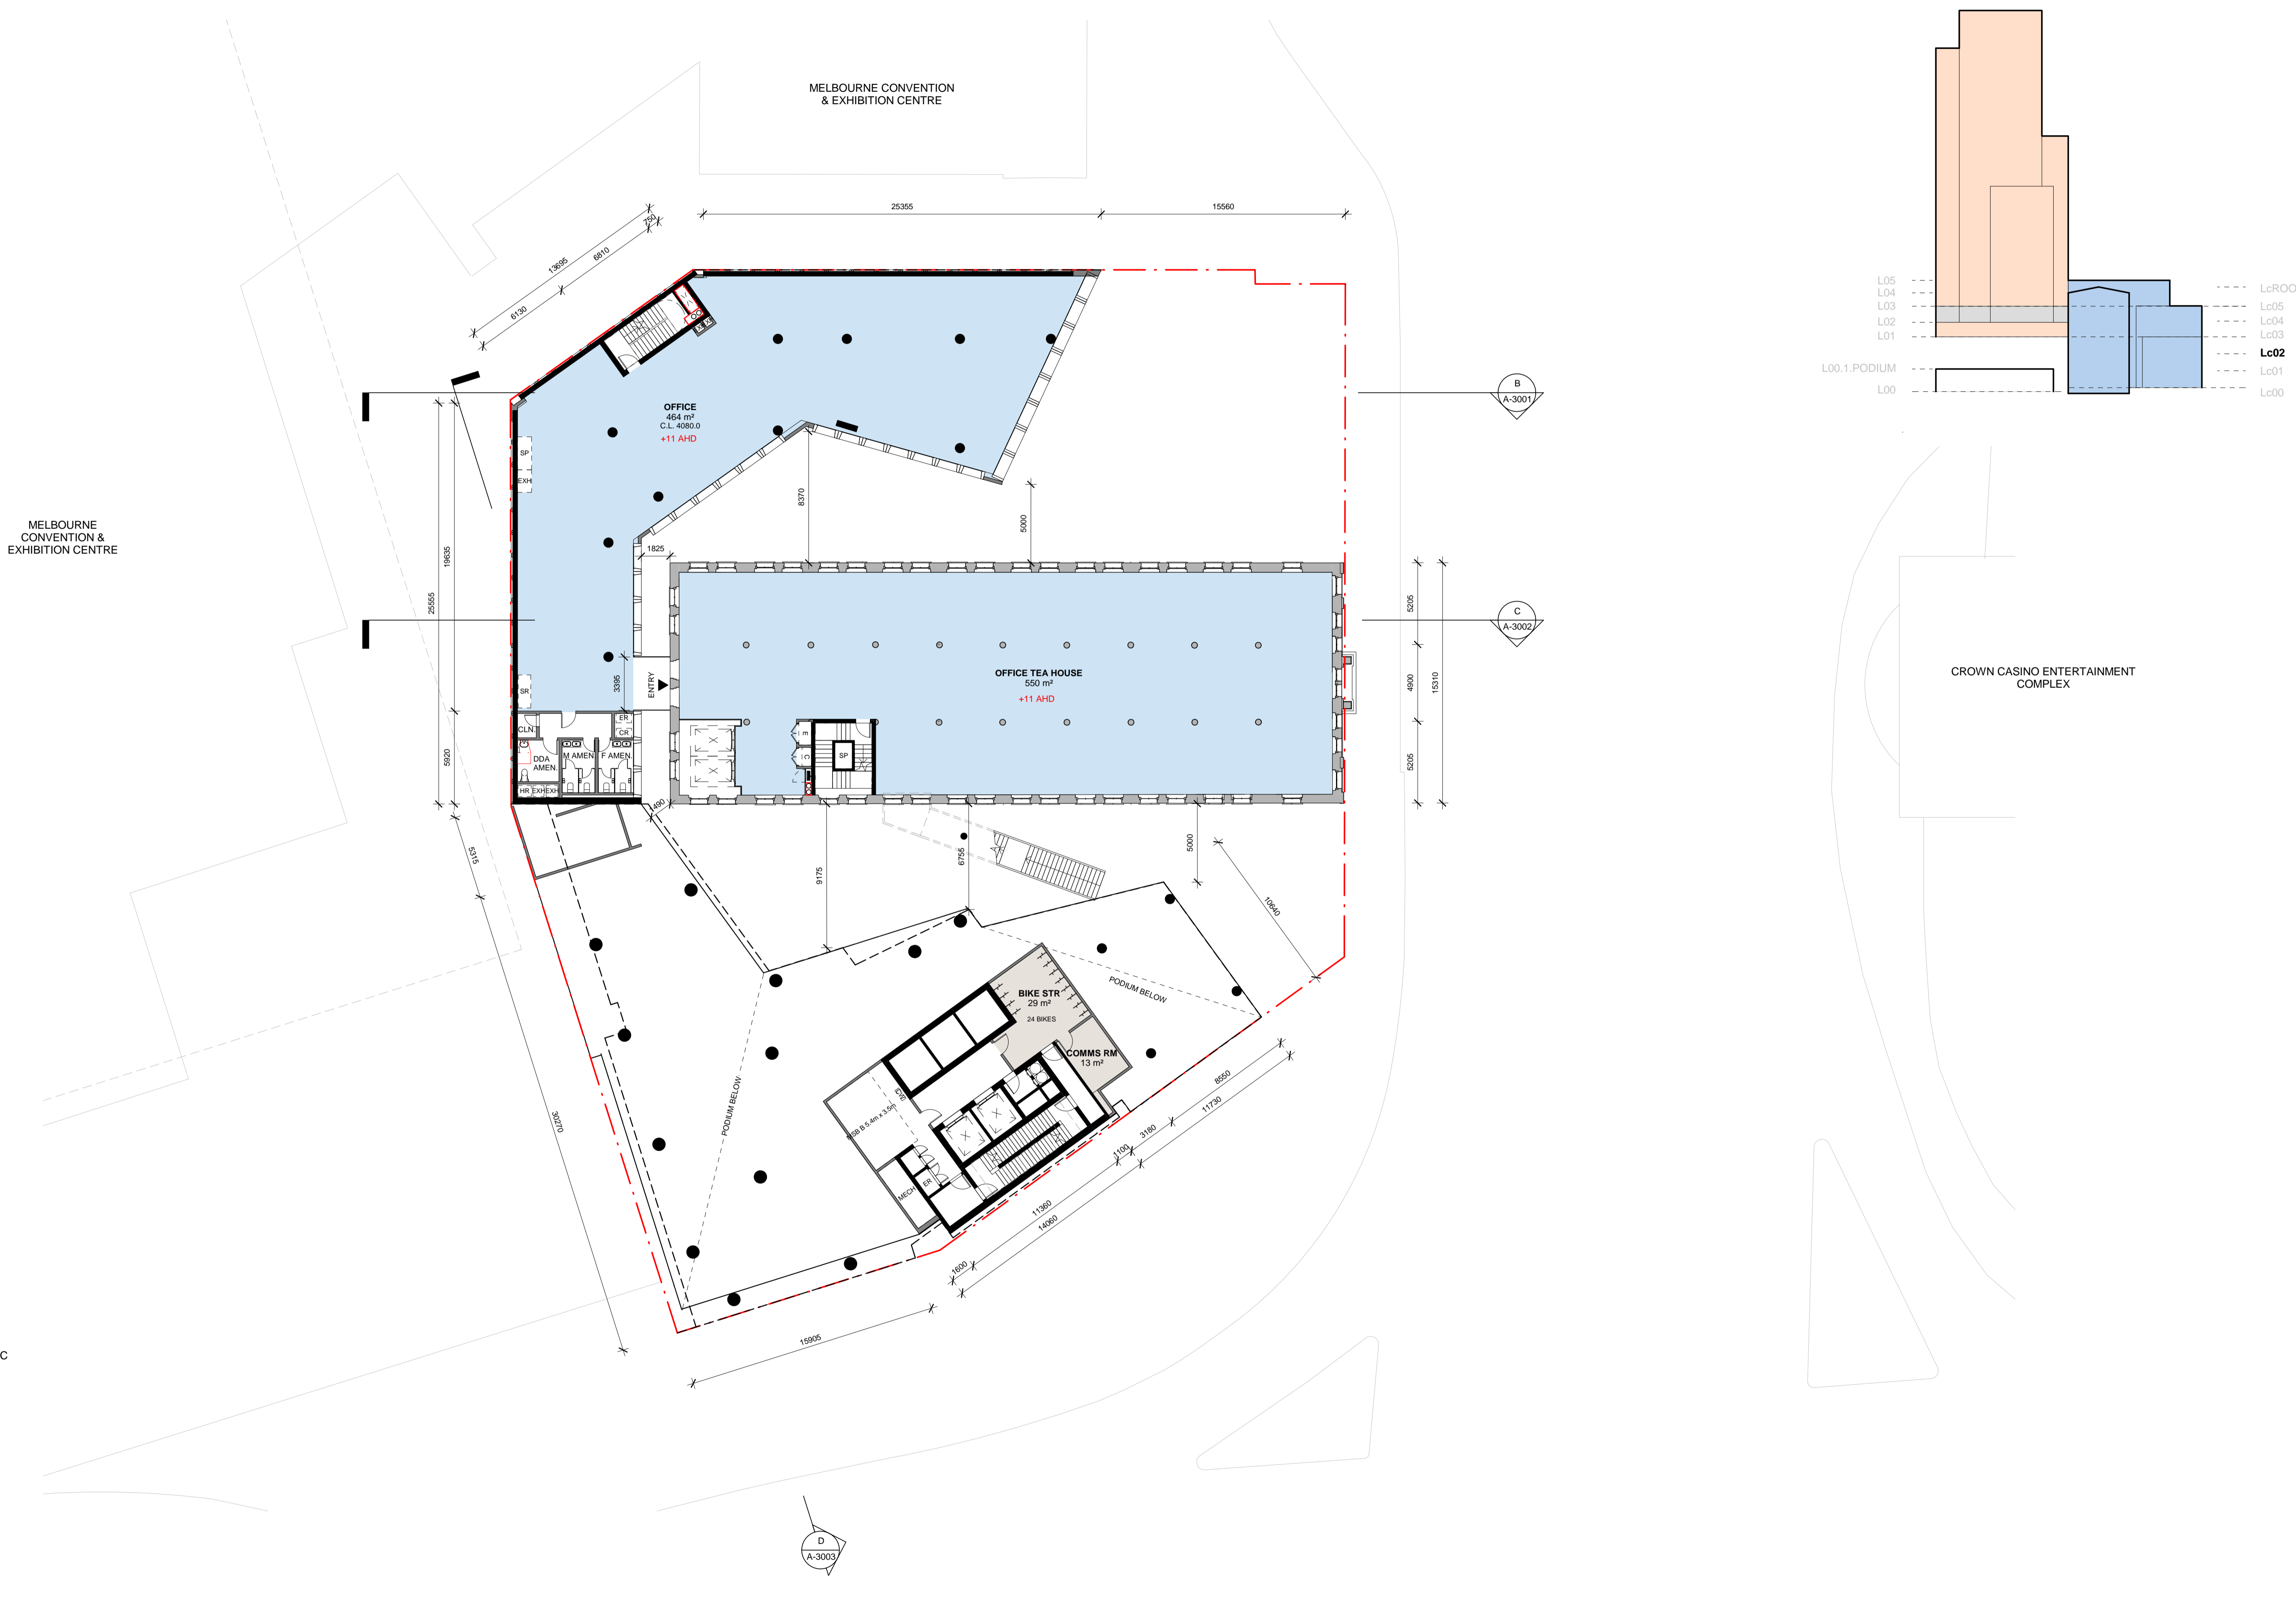 MELBOURNE CONVENTION
& EXHIBITION CENTRE
25355
15560
750
13695
6810
6130
L05
L04
L03
L02
L01
L00.1.PODIUM
L00
LcROO
Lc05
Lc04
Lc03
Lc02
Lc01
Lc00
B
A-3001
OFFICE
464 m²
C.L. 4080.0
+11 AHD
SP
EXH
MELBOURNE
CONVENTION &
EXHIBITION CENTRE
8370
5000
1825
19635
25555
5205
C
A-3002
OFFICE TEA HOUSE
550 m²
+11 AHD
4900
15310
CROWN CASINO ENTERTAINMENT
COMPLEX
3395
ENTRY
SR
ER
CR
CLN.
DDA
AMEN.
M AMEN.
F AMEN.
HR
EXH
EXH
E
C
SP
5920
5205
1490
5315
9175
6755
5000
10640
PODIUM BELOW
BIKE STR
29 m²
24 BIKES
COMMS RM
13 m²
PODIUM BELOW
MECH
ER
30270
8550
11730
3180
1100
11360
14060
1600
15905
C
D
A-3003